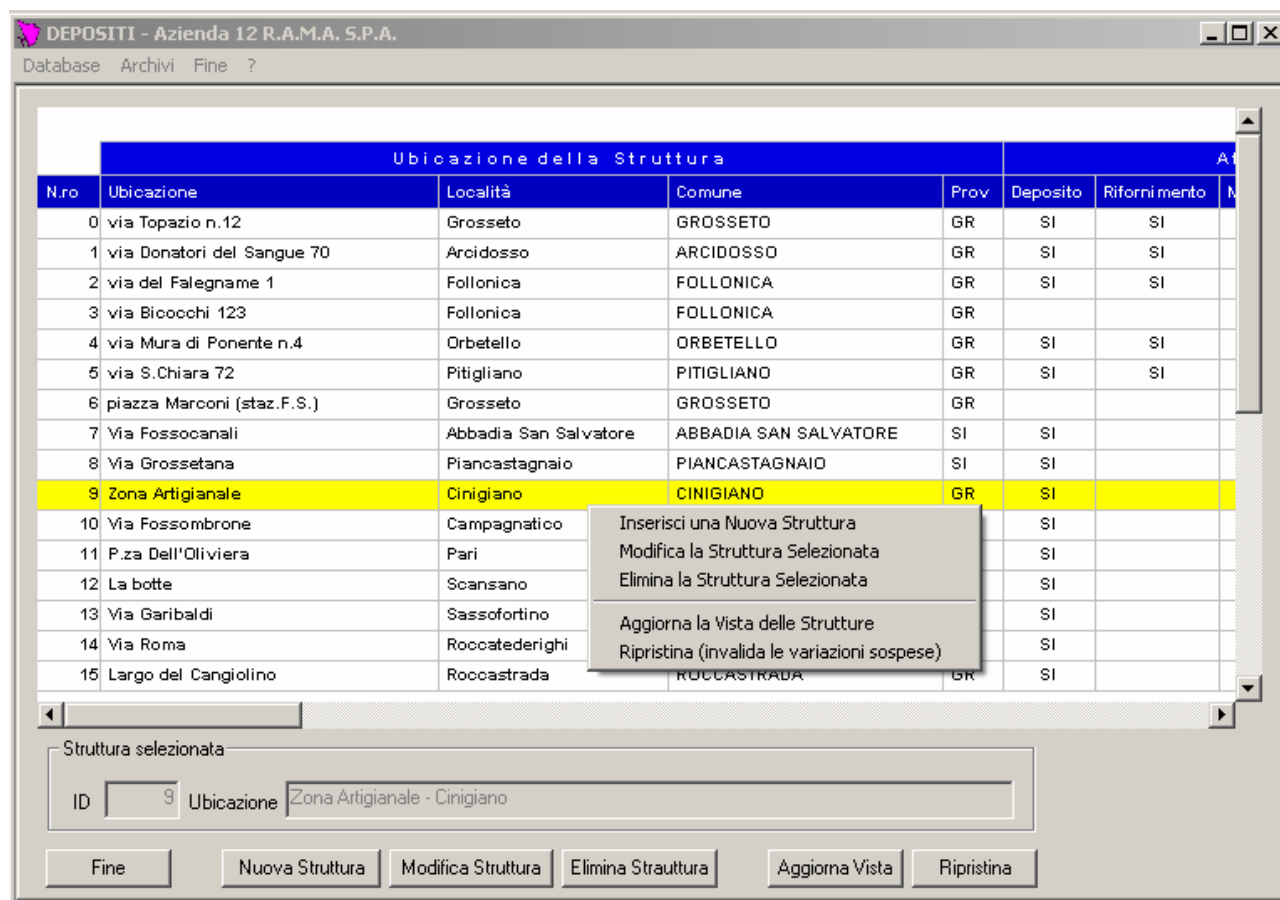 DEPOSITI - Azienda 12 R.A.M.A. S.P.A.
Database Archivi Fine ?
Ubicazione della Struttura
N.ro Ubicazione Località Comune Prov Deposito Rifornimento
0 via Topazio n.12 Grosseto GROSSETO GR SI SI
1 via Donatori del Sangue 70 Arcidosso ARCIDOSSO GR SI SI
2 via del Falegname 1 Follonica FOLLONICA GR SI SI
3 via Bicocchi 123 Follonica FOLLONICA GR
4 via Mura di Ponente n.4 Orbetello ORBETELLO GR SI SI
5 via S.Chiara 72 Pitigliano PITIGLIANO GR SI SI
6 piazza Marconi (staz.F.S.) Grosseto GROSSETO GR
7 Via Fossocanali Abbadia San Salvatore ABBADIA SAN SALVATORE SI SI
8 Via Grossetana Piancastagnaio PIANCASTAGNAIO SI SI
9 Zona Artigianale Cinigiano CINIGIANO GR SI
10 Via Fossombrone Campagnatico SI
11 P.za Dell'Oliviera Pari SI
12 La botte Scansano SI
13 Via Garibaldi Sassofortino SI
14 Via Roma Roccatederighi SI
15 Largo del Cangiolino Roccastrada ROCCASTRADA GR SI
Inserisci una Nuova Struttura
Modifica la Struttura Selezionata
Elimina la Struttura Selezionata
Aggiorna la Vista delle Strutture
Ripristina (invalida le variazioni sospese)
Struttura selezionata
ID 9 Ubicazione Zona Artigianale - Cinigiano
Fine Nuova Struttura Modifica Struttura Elimina Strauttura Aggiorna Vista Ripristina